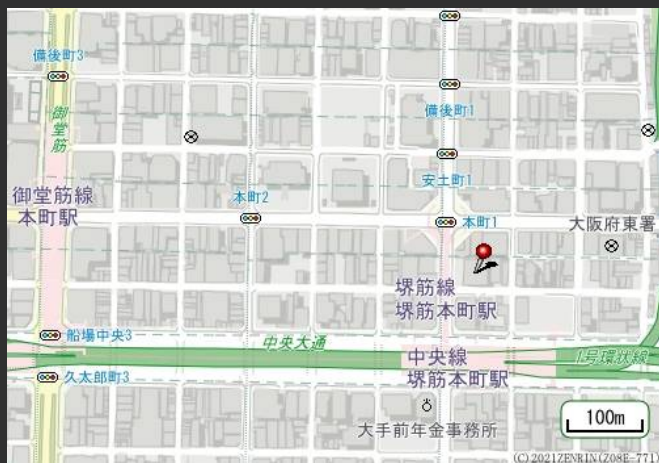 備後町3
御堂筋
備後町1
安土町1
御堂筋線
本町駅
本町2
本町1
大阪府東署
堺筋線
堺筋本町駅
船場中央3
中央大通
中央線
堺筋本町駅
1号環状線
久太郎町3
大手前年金事務所
100m
(C) 2021ZENRIN(Z08E-771)